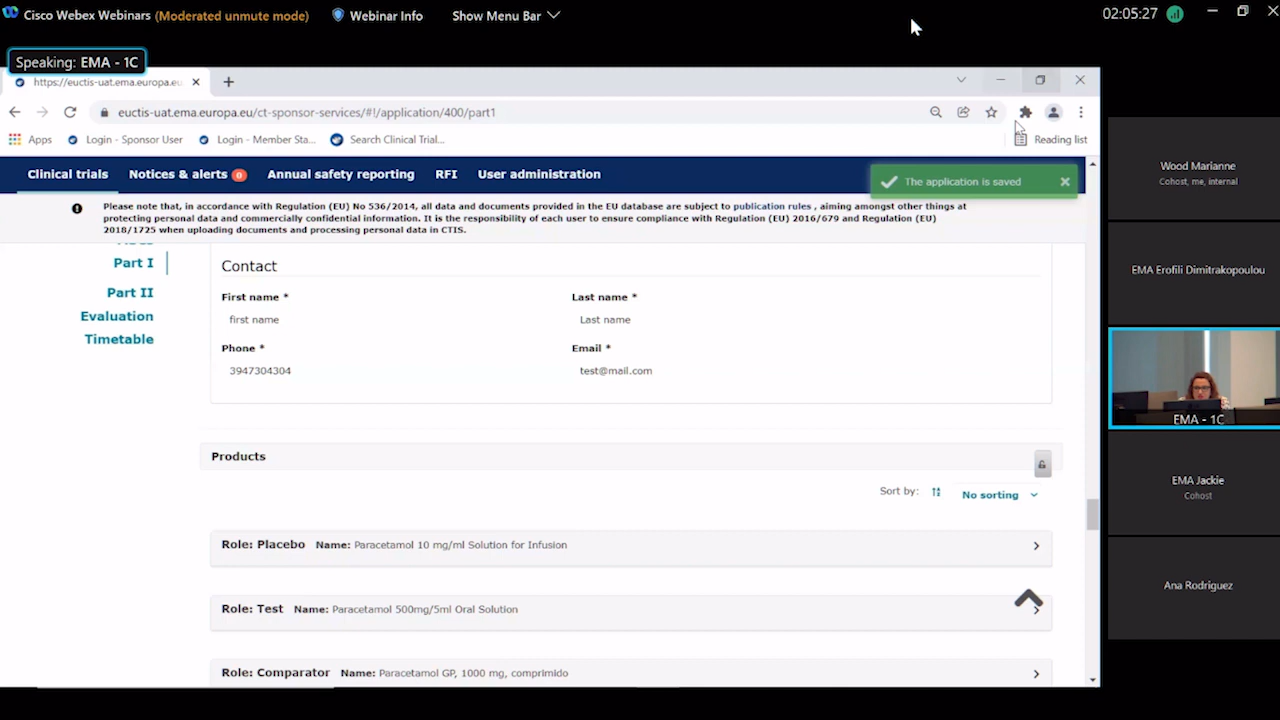 Cisco Webex Webinars (Moderated unmute mode) Webinar Info Show Menu Bar 02:05:27
Speaking: EMA - 1C
https://euctis-uat.ema.europa.eu
euctis-uat.ema.europa.eu/ct-sponsor-services/#!/application/400/part1
Apps Login - Sponsor User Login - Member Sta... Search Clinical Trial... Reading list
Clinical trials Notices & alerts 0 Annual safety reporting RFI User administration
The application is saved
Please note that, in accordance with Regulation (EU) No 536/2014, all data and documents provided in the EU database are subject to publication rules , aiming amongst other things at
protecting personal data and commercially confidential information. It is the responsibility of each user to ensure compliance with Regulation (EU) 2016/679 and Regulation (EU)
2018/1725 when uploading documents and processing personal data in CTIS.
Part I
Part II
Evaluation
Timetable
Contact
First name * Last name *
first name Last name
Phone * Email *
3947304304 test@mail.com
Products
Sort by: No sorting
Role: Placebo Name: Paracetamol 10 mg/ml Solution for Infusion
Role: Test Name: Paracetamol 500mg/5ml Oral Solution
Role: Comparator Name: Paracetamol GP, 1000 mg, comprimido
Wood Marianne
Cohost, me, internal
EMA Erofili Dimitrakopoulou
EMA - 1C
EMA Jackie
Cohost
Ana Rodriguez